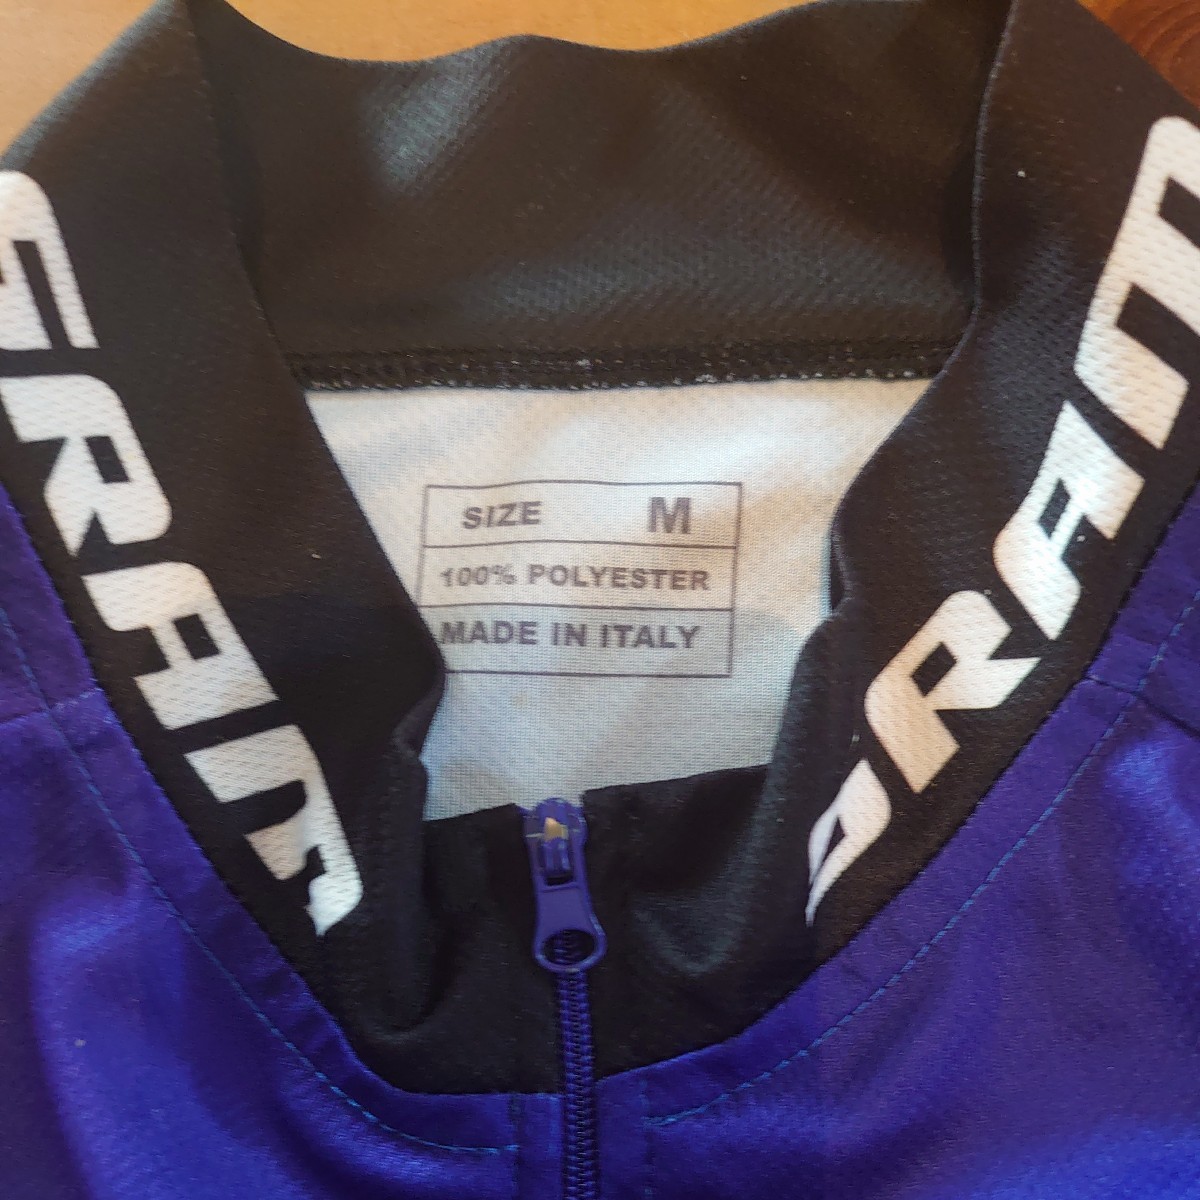 SRAM
SRAM
SIZE M
100% POLYESTER
MADE IN ITALY